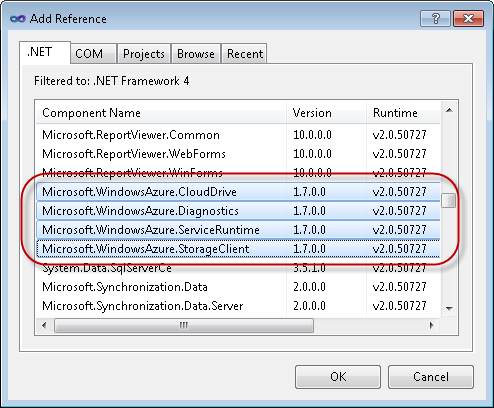 Add Reference
.NET COM Projects Browse Recent
Filtered to: .NET Framework 4
Component Name Version Runtime
Microsoft.ReportViewer.Common 10.0.0.0 v2.0.50727
Microsoft.ReportViewer.WebForms 10.0.0.0 v2.0.50727
Microsoft.ReportViewer.WinForms 10.0.0.0 v2.0.50727
Microsoft.WindowsAzure.CloudDrive 1.7.0.0 v2.0.50727
Microsoft.WindowsAzure.Diagnostics 1.7.0.0 v2.0.50727
Microsoft.WindowsAzure.ServiceRuntime 1.7.0.0 v2.0.50727
Microsoft.WindowsAzure.StorageClient 1.7.0.0 v2.0.50727
System.Data.SqlServerCe 3.5.1.0 v2.0.50727
Microsoft.Synchronization.Data 2.0.0.0 v2.0.50727
Microsoft.Synchronization.Data.Server 2.0.0.0 v2.0.50727
OK Cancel